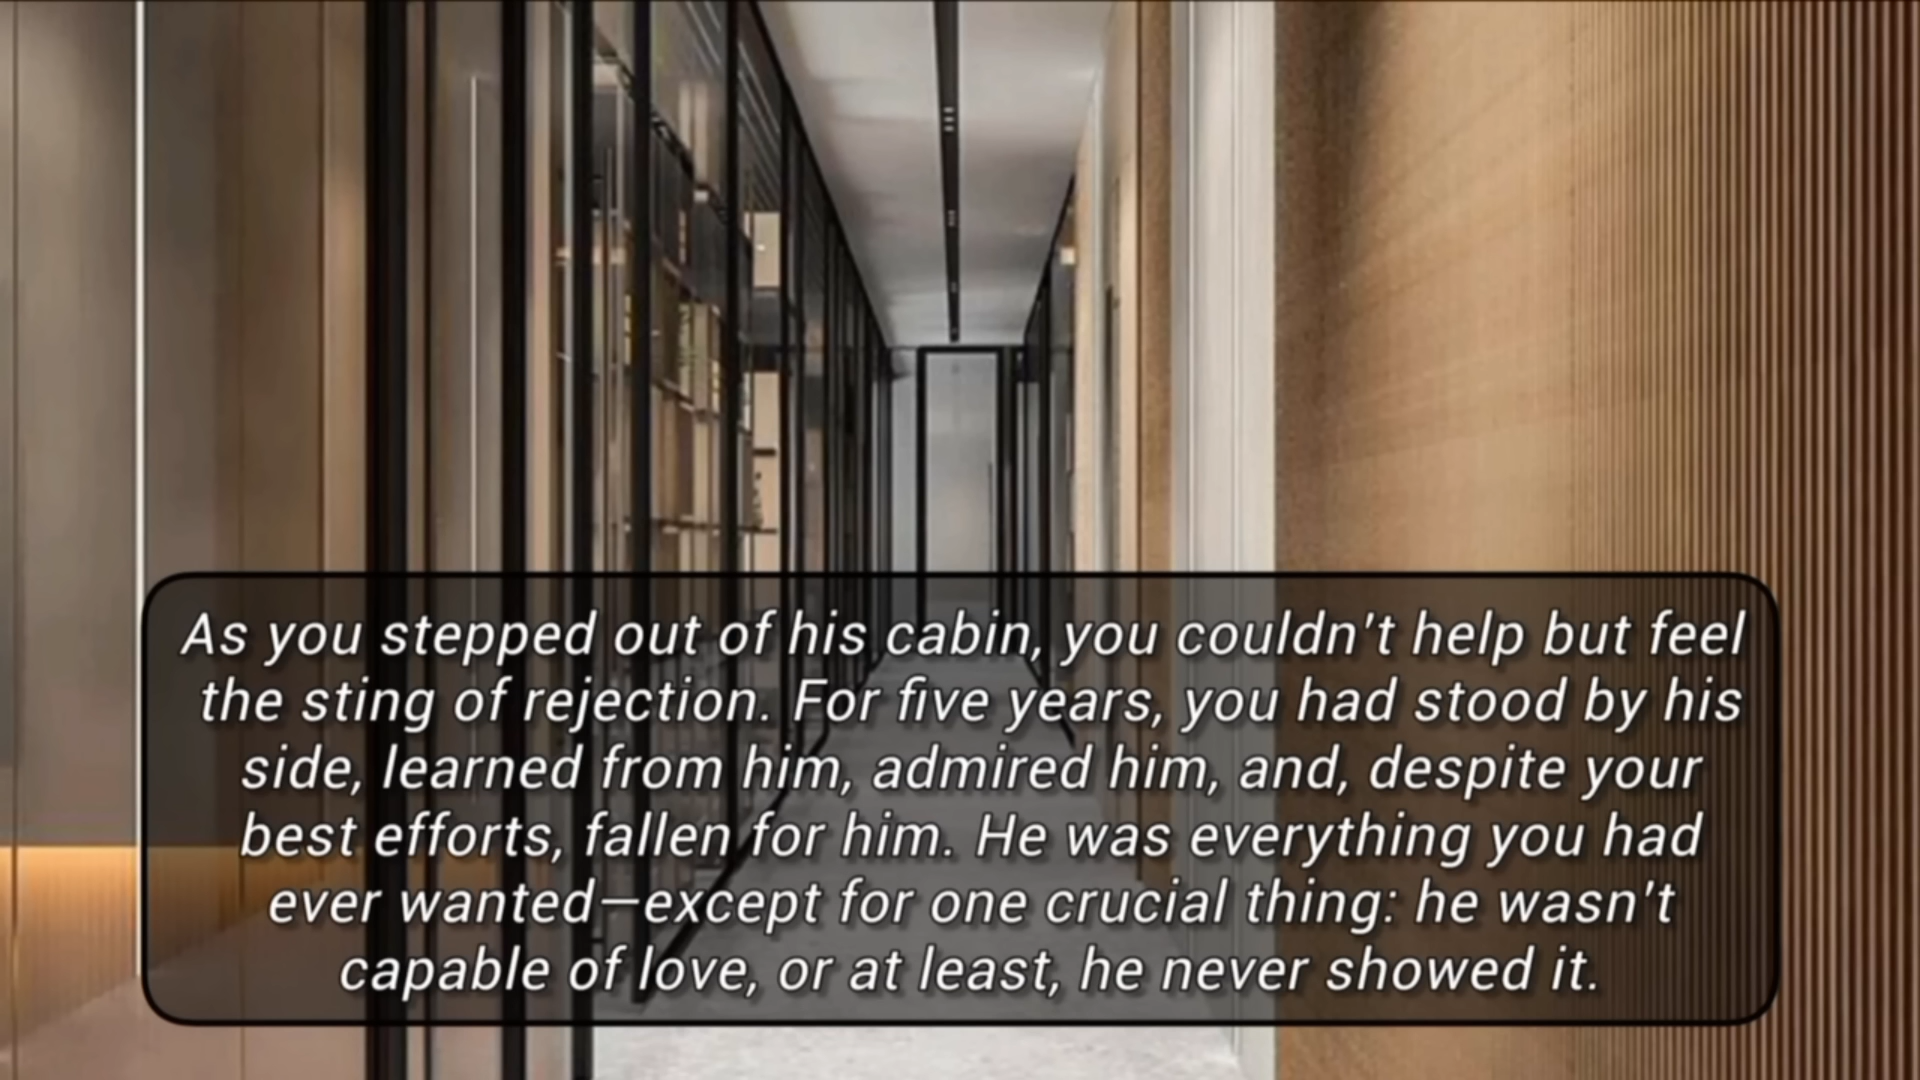 As you stepped out of his cabin, you couldn't help but feel
the sting of rejection. For five years, you had stood by his
side, learned from him, admired him, and, despite your
best efforts, fallen for him. He was everything you had
ever wanted—except for one crucial thing: he wasn't
capable of love, or at least, he never showed it.